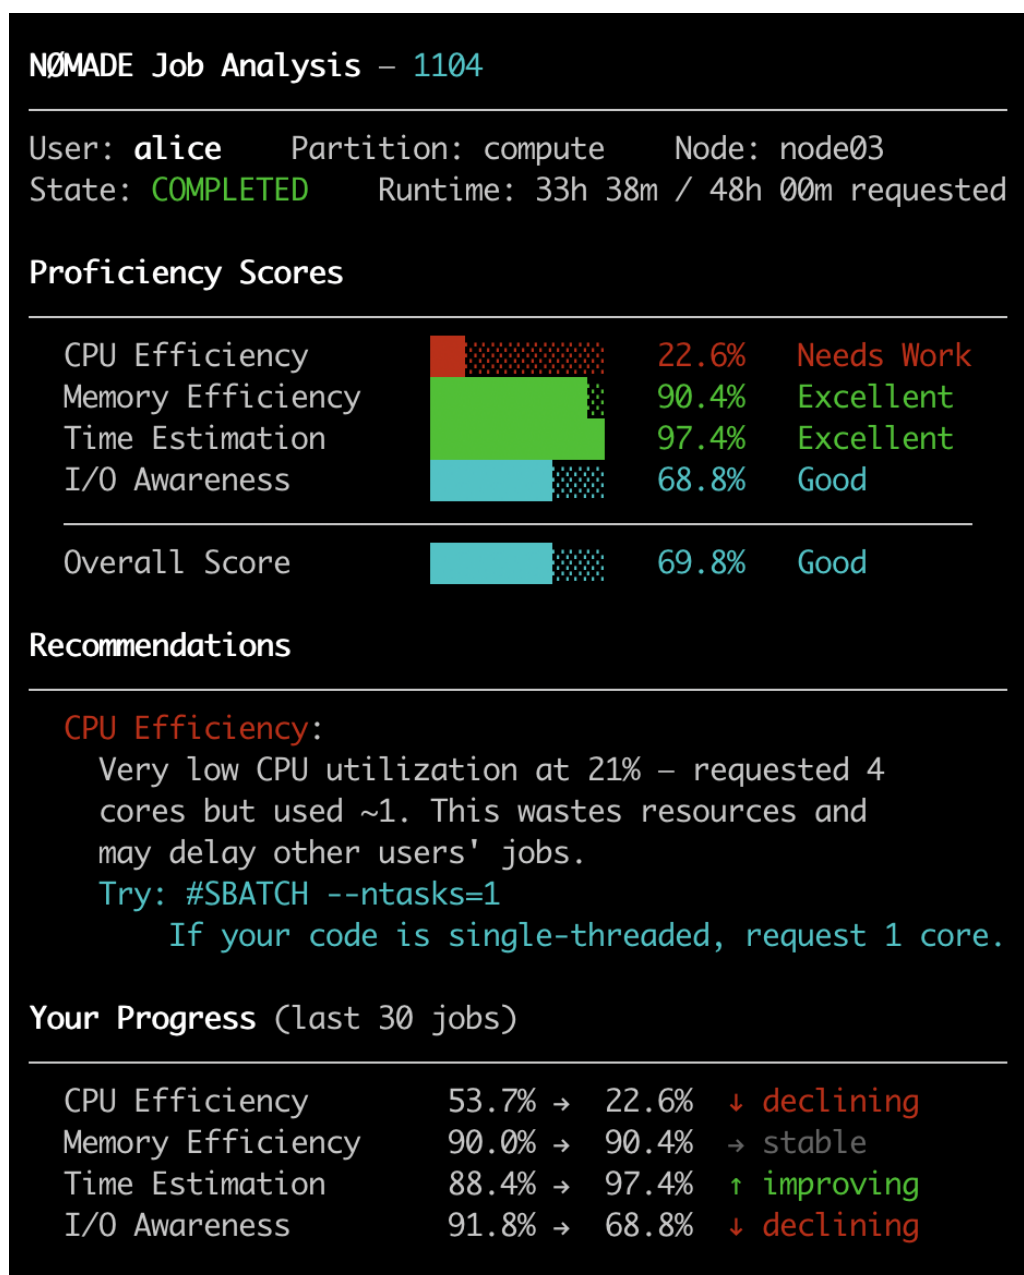 NØMADE Job Analysis — 1104
User: alice    Partition: compute    Node: node03
State: COMPLETED    Runtime: 33h 38m / 48h 00m requested
Proficiency Scores
CPU Efficiency    22.6%   Needs Work
Memory Efficiency    90.4%   Excellent
Time Estimation    97.4%   Excellent
I/O Awareness    68.8%   Good
Overall Score    69.8%   Good
Recommendations
CPU Efficiency:
Very low CPU utilization at 21% — requested 4
cores but used ~1. This wastes resources and
may delay other users' jobs.
Try: #SBATCH --ntasks=1
If your code is single-threaded, request 1 core.
Your Progress (last 30 jobs)
CPU Efficiency    53.7% →  22.6%  ↓ declining
Memory Efficiency    90.0% →  90.4%  → stable
Time Estimation    88.4% →  97.4%  ↑ improving
I/O Awareness    91.8% →  68.8%  ↓ declining